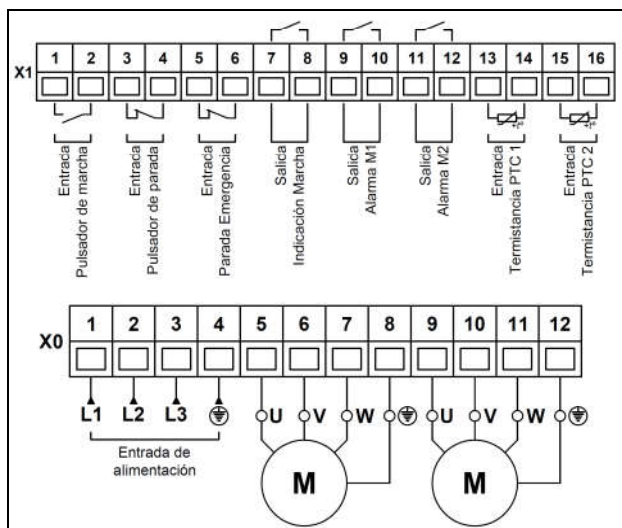 X1
1 2 3 4 5 6 7 8 9 10 11 12 13 14 15 16
Entrada
Pulsador de marcha
Entrada
Pulsador de parada
Entrada
Parada Emergencia
Salida
Indicación Marcha
Salida
Alarma M1
Salida
Alarma M2
Entrada
Termistancia PTC 1
Entrada
Termistancia PTC 2
X0
1 2 3 4 5 6 7 8 9 10 11 12
L1 L2 L3 U V W U V W
Entrada de
alimentación
M M